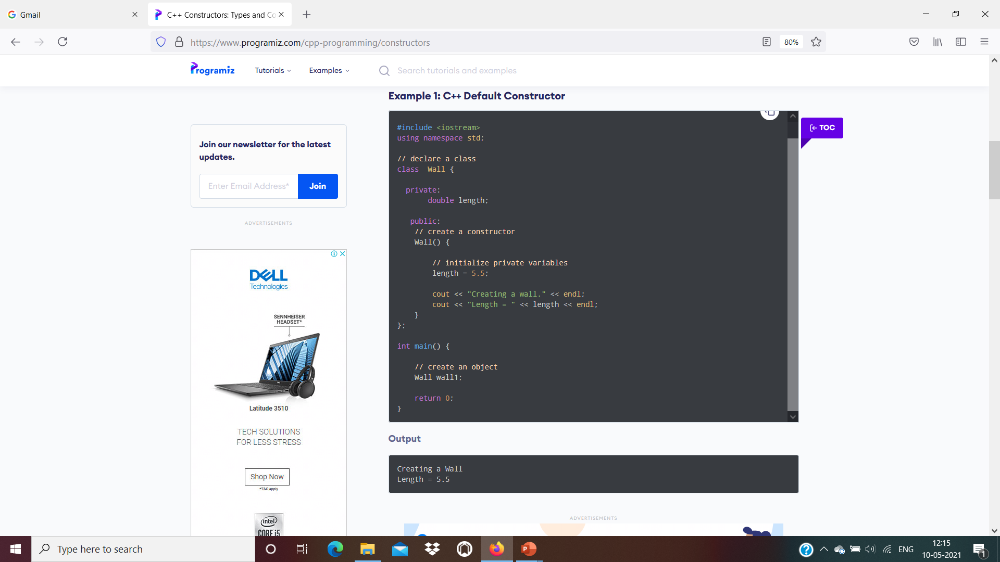 Gmail
C++ Constructors: Types and Co
https://www.programiz.com/cpp-programming/constructors
80%
Programiz
Tutorials
Examples
Search tutorials and examples
Example 1: C++ Default Constructor
#include <iostream>
using namespace std;
// declare a class
class  Wall {
private:
double length;
public:
// create a constructor
Wall() {
// initialize private variables
length = 5.5;
cout << "Creating a wall." << endl;
cout << "Length = " << length << endl;
}
};
int main() {
// create an object
Wall wall1;
return 0;
}
TOC
Output
Creating a Wall
Length = 5.5
ADVERTISEMENTS
Join our newsletter for the latest
updates.
Enter Email Address*
Join
ADVERTISEMENTS
DELL
Technologies
SENNHEISER
HEADSET*
Latitude 3510
TECH SOLUTIONS
FOR LESS STRESS
Shop Now
*T&C apply
intel
CORE i5
Type here to search
ENG
12:15
10-05-2021
1